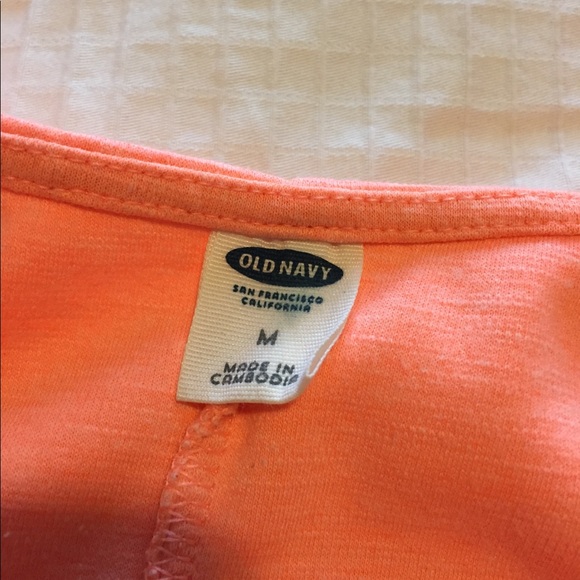 OLD NAVY
SAN FRANCISCO
CALIFORNIA
M
MADE IN
CAMBODIA